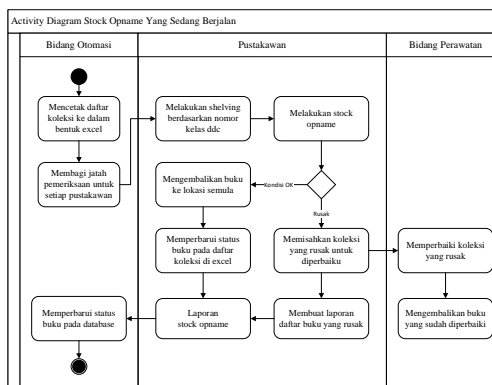 Activity Diagram Stock Opname Yang Sedang Berjalan
Bidang Otomasi
Pustakawan
Bidang Perawatan
Mencetak daftar
koleksi ke dalam
bentuk excel
Melakukan shelving
berdasarkan nomor
kelas ddc
Melakukan stock
opname
Membagi jatah
pemeriksaan untuk
setiap pustakawan
Mengembalikan buku
ke lokasi semula
Kondisi OK
Rusak
Memperbarui status
buku pada daftar
koleksi di excel
Memisahkan koleksi
yang rusak untuk
diperbaiku
Memperbaiki koleksi
yang rusak
Memperbarui status
buku pada database
Laporan
stock opname
Membuat laporan
daftar buku yang rusak
Mengembalikan buku
yang sudah diperbaiki